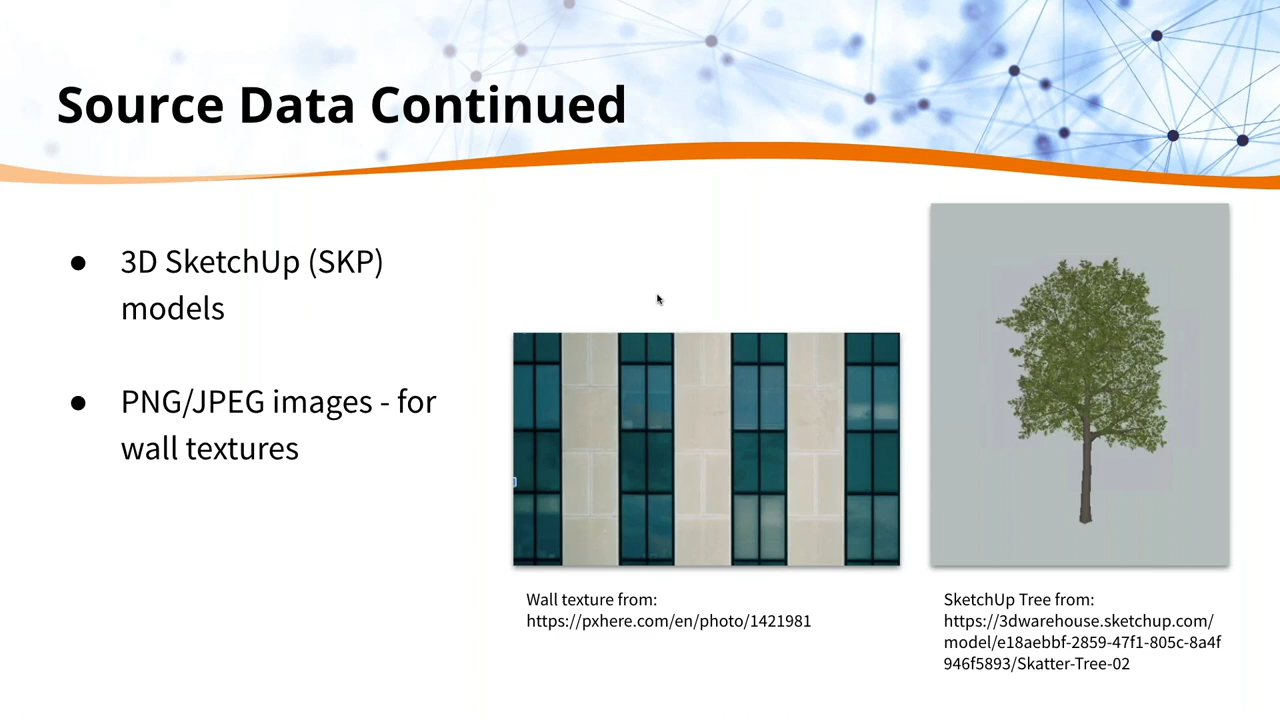 Source Data Continued
● 3D SketchUp (SKP)
models
● PNG/JPEG images - for
wall textures
Wall texture from:
https://pxhere.com/en/photo/1421981
SketchUp Tree from:
https://3dwarehouse.sketchup.com/
model/e18aebbf-2859-47f1-805c-8a4f
946f5893/Skatter-Tree-02